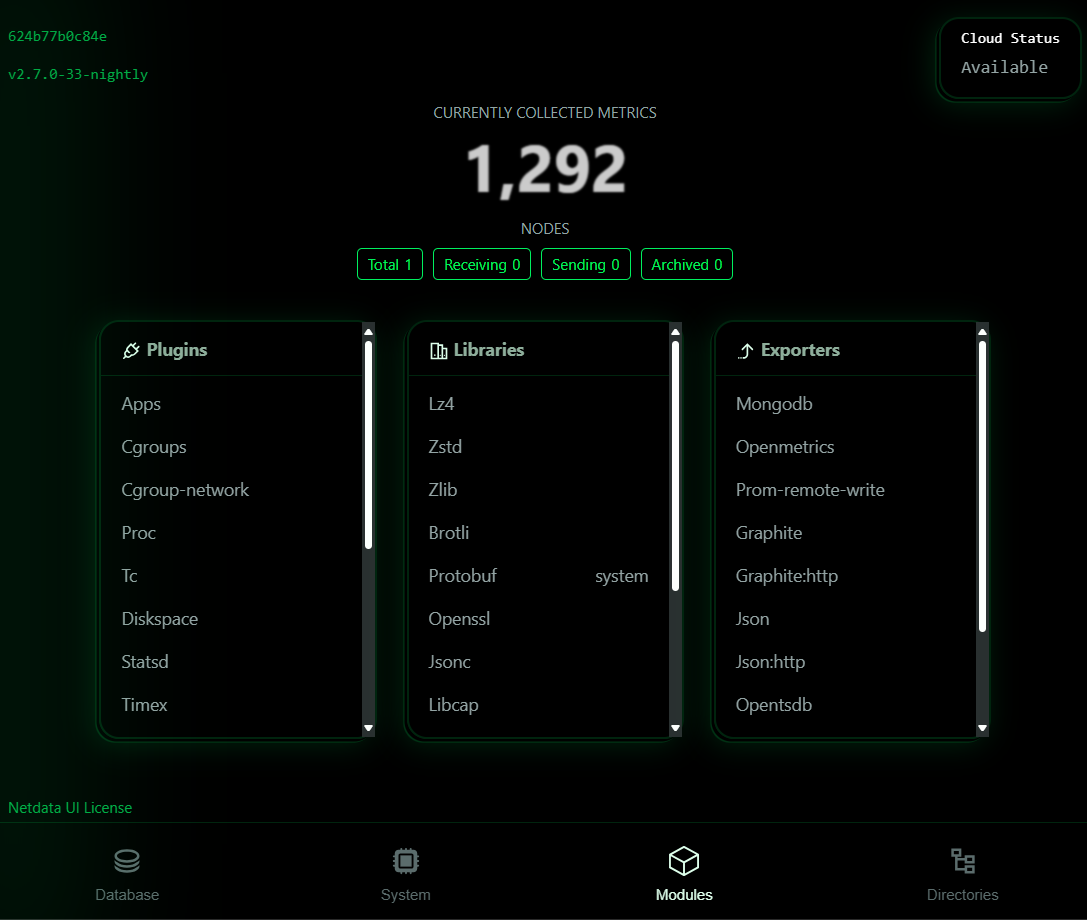 624b77b0c84e
v2.7.0-33-nightly
Cloud Status
Available
CURRENTLY COLLECTED METRICS
1,292
NODES
Total 1
Receiving 0
Sending 0
Archived 0
Plugins
Apps
Cgroups
Cgroup-network
Proc
Tc
Diskspace
Statsd
Timex
Libraries
Lz4
Zstd
Zlib
Brotli
Protobuf system
Openssl
Jsonc
Libcap
Exporters
Mongodb
Openmetrics
Prom-remote-write
Graphite
Graphite:http
Json
Json:http
Opentsdb
Netdata UI License
Database
System
Modules
Directories